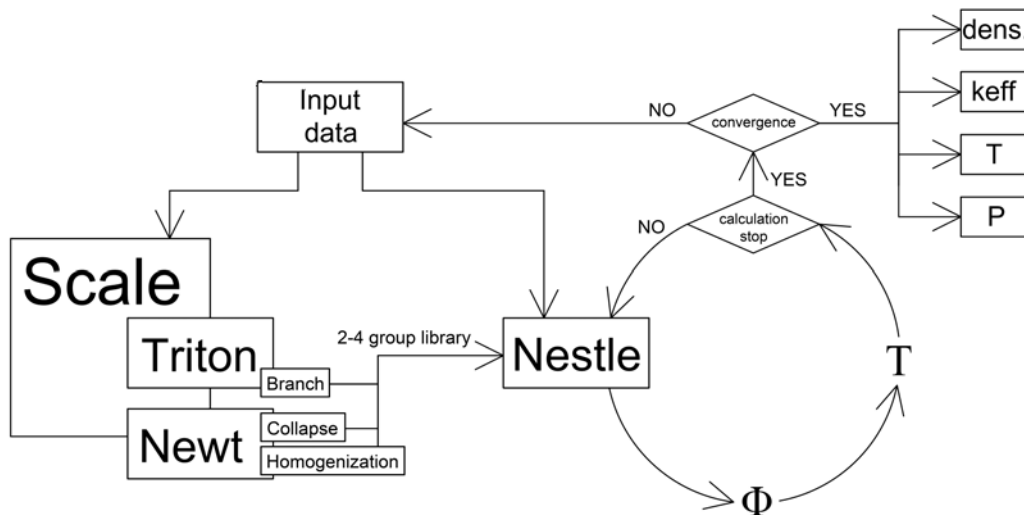 dens.
Input
data
NO
convergence
YES
keff
T
YES
P
NO
calculation
stop
Scale
Triton
2-4 group library
Nestle
Branch
T
Newt
Collapse
Homogenization
Φ